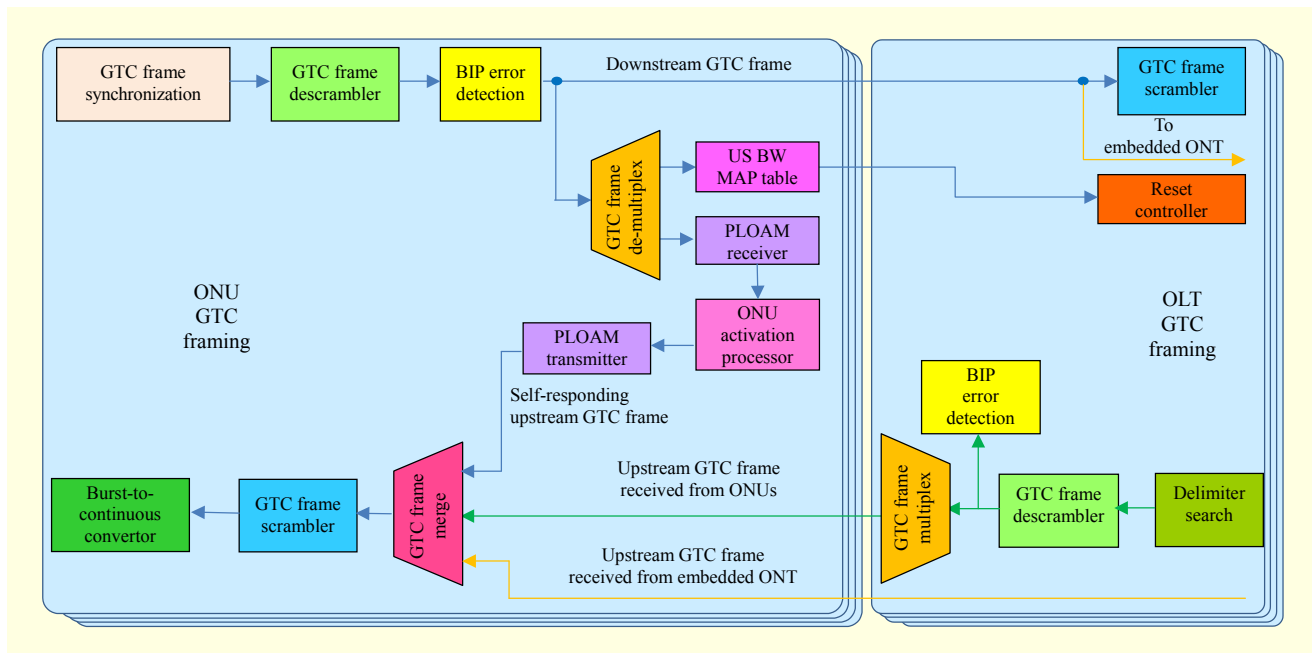 GTC frame
synchronization
GTC frame
descrambler
BIP error
detection
Downstream GTC frame
GTC frame
scrambler
To
embedded ONT
GTC frame
de-multiplex
US BW
MAP table
Reset
controller
PLOAM
receiver
ONU
GTC
framing
ONU
activation
processor
PLOAM
transmitter
OLT
GTC
framing
Self-responding
upstream GTC frame
BIP
error
detection
Burst-to-
continuous
convertor
GTC frame
scrambler
GTC frame
merge
Upstream GTC frame
received from ONUs
GTC frame
multiplex
GTC frame
descrambler
Delimiter
search
Upstream GTC frame
received from embedded ONT